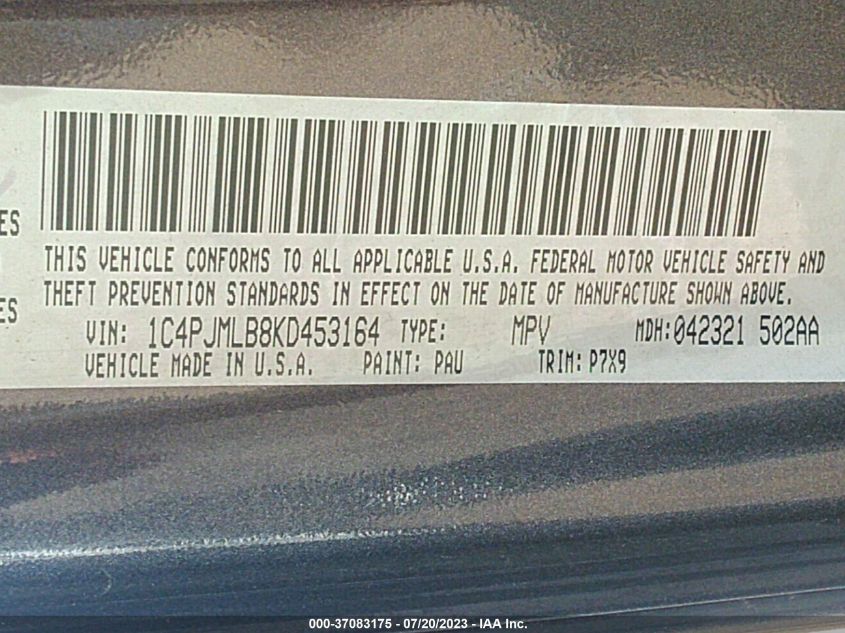 ES
THIS VEHICLE CONFORMS TO ALL APPLICABLE U.S.A. FEDERAL MOTOR VEHICLE SAFETY AND
THEFT PREVENTION STANDARDS IN EFFECT ON THE DATE OF MANUFACTURE SHOWN ABOVE.
ES
VIN: 1C4PJMLB8KD453164 TYPE: MPV MDH:042321 502AA
VEHICLE MADE IN U.S.A. PAINT: PAU TRIM: P7X9
000-37083175 - 07/20/2023 - IAA Inc.